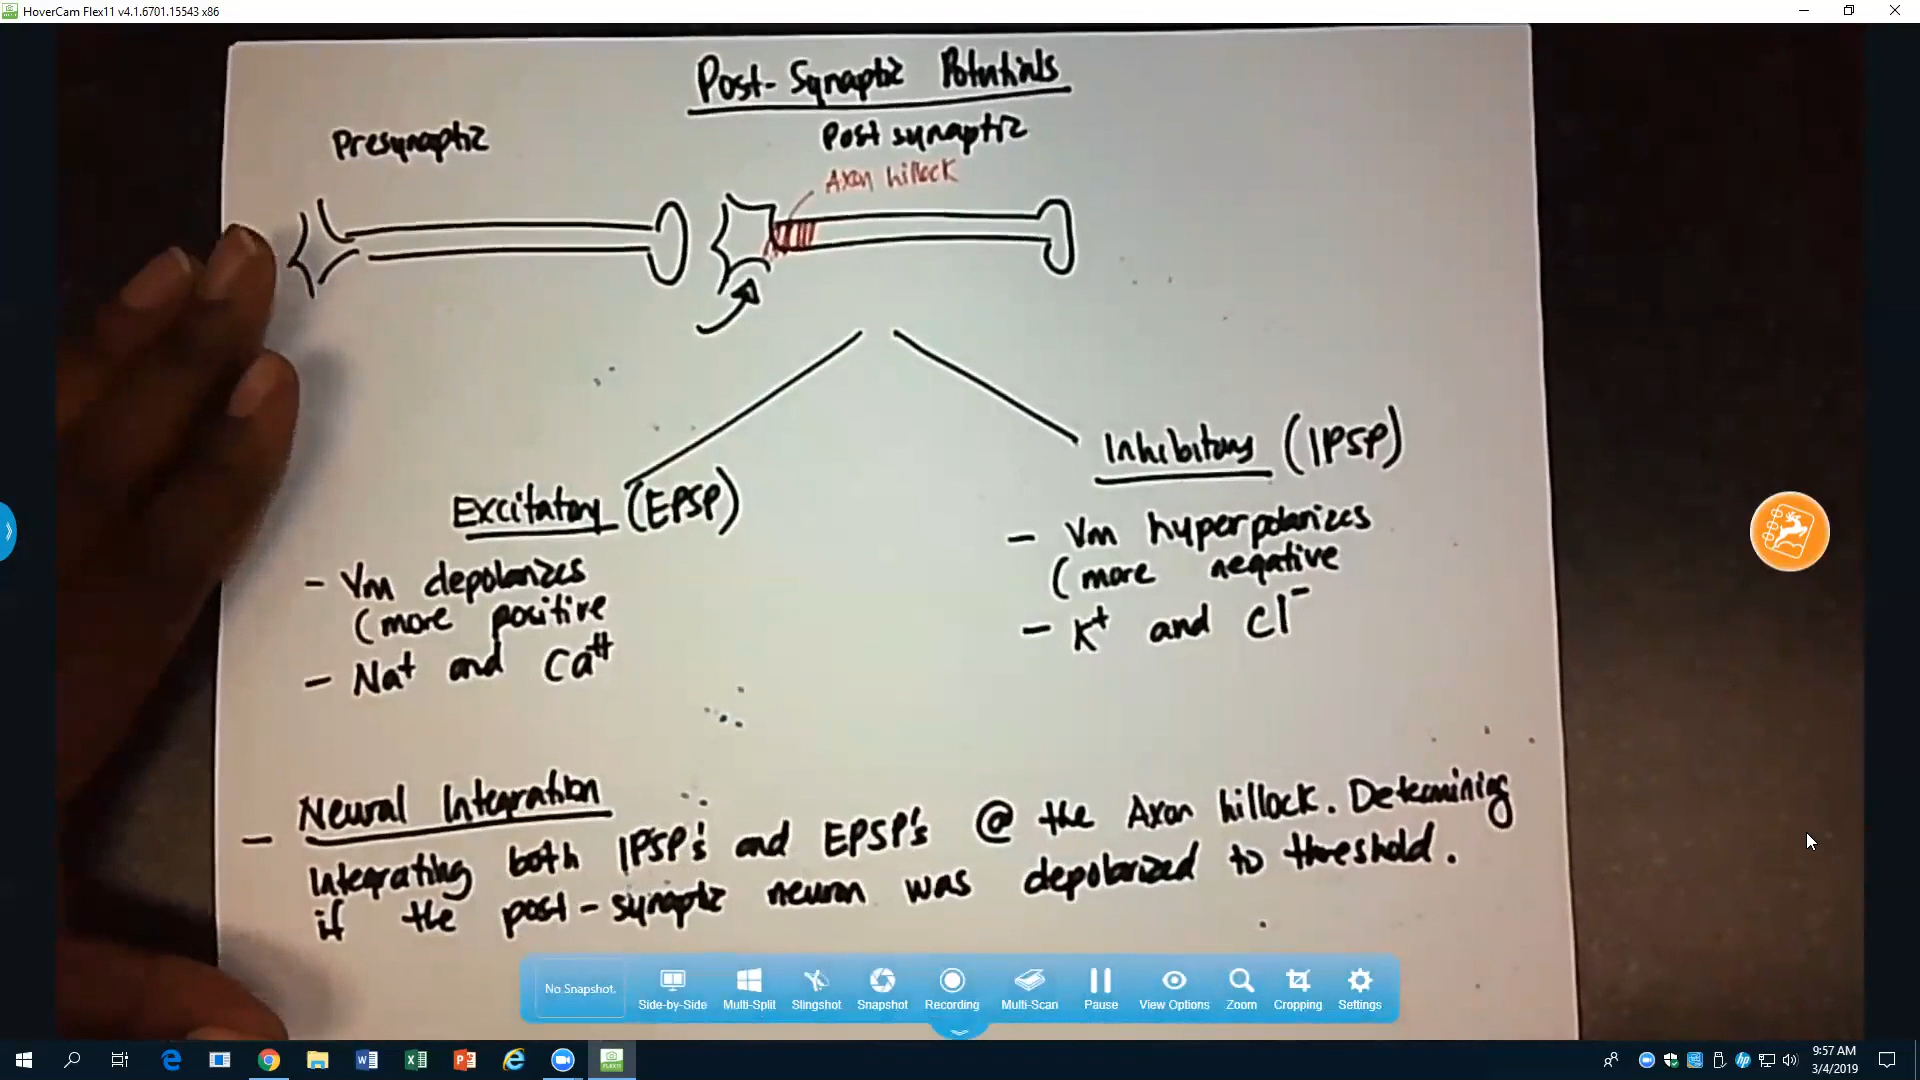 HoverCam Flex11 v4.1.6701.15543 x86
Post-Synaptic Potentials
Presynaptic
Post synaptic
Axon hillock
Excitatory (EPSP)
- Vm depolarizes
(more positive
- Na+ and Ca++
Inhibitory (IPSP)
- Vm hyperpolarizes
(more negative
- K+ and Cl-
- Neural Integration
Integrating both IPSP's and EPSP's @ the Axon hillock. Determining
if the post-synaptic neuron was depolarized to threshold.
No Snapshot.
Side-by-Side
Multi-Split
Slingshot
Snapshot
Recording
Multi-Scan
Pause
View Options
Zoom
Cropping
Settings
9:57 AM
3/4/2019